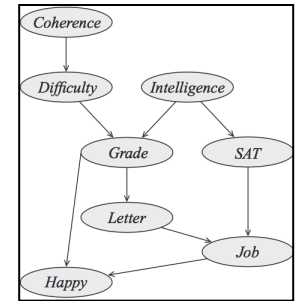 Coherence
Difficulty Intelligence
Grade SAT
Letter
Job
Happy